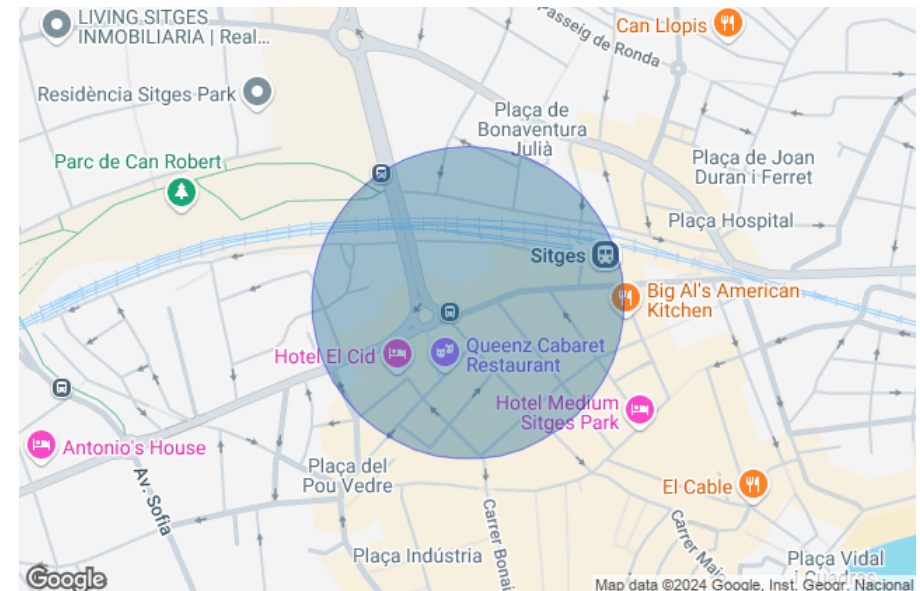 LIVING SITGES
INMOBILIARIA | Real...
Can Llopis
Passeig de Ronda
Residència Sitges Park
Plaça de
Bonaventura
Julià
Parc de Can Robert
Plaça de Joan
Duran i Ferret
Plaça Hospital
Sitges
Big Al's American
Kitchen
Hotel El Cid
Queenz Cabaret
Restaurant
Hotel Medium
Sitges Park
Antonio's House
Plaça del
Pou Vedre
Av. Sofia
El Cable
Carrer Bonai
Carrer Majo
Plaça Indústria
Plaça Vidal
i Quadras
Google
Map data ©2024 Google, Inst. Geogr. Nacional